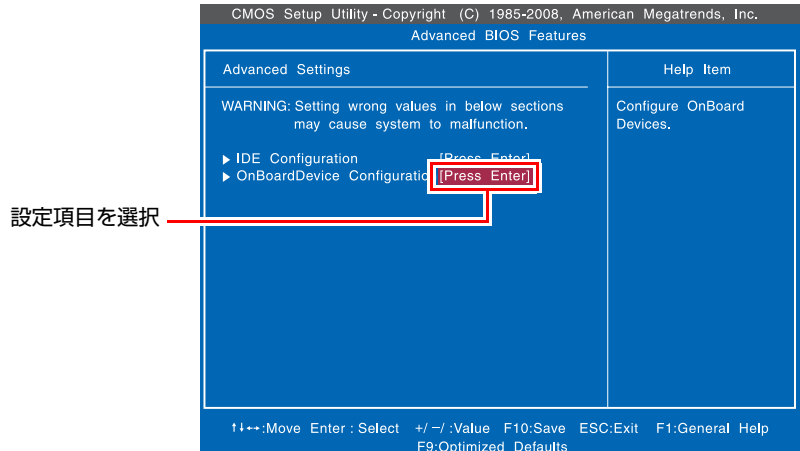 CMOS Setup Utility - Copyright (C) 1985-2008, American Megatrends, Inc.
Advanced BIOS Features
Advanced Settings
Help Item
WARNING: Setting wrong values in below sections
may cause system to malfunction.
Configure OnBoard
Devices.
▶ IDE Configuration [Press Enter]
▶ OnBoardDevice Configuratio [Press Enter]
設定項目を選択
↑↓←→:Move Enter : Select +/-/ :Value F10:Save ESC:Exit F1:General Help
F9:Optimized Defaults